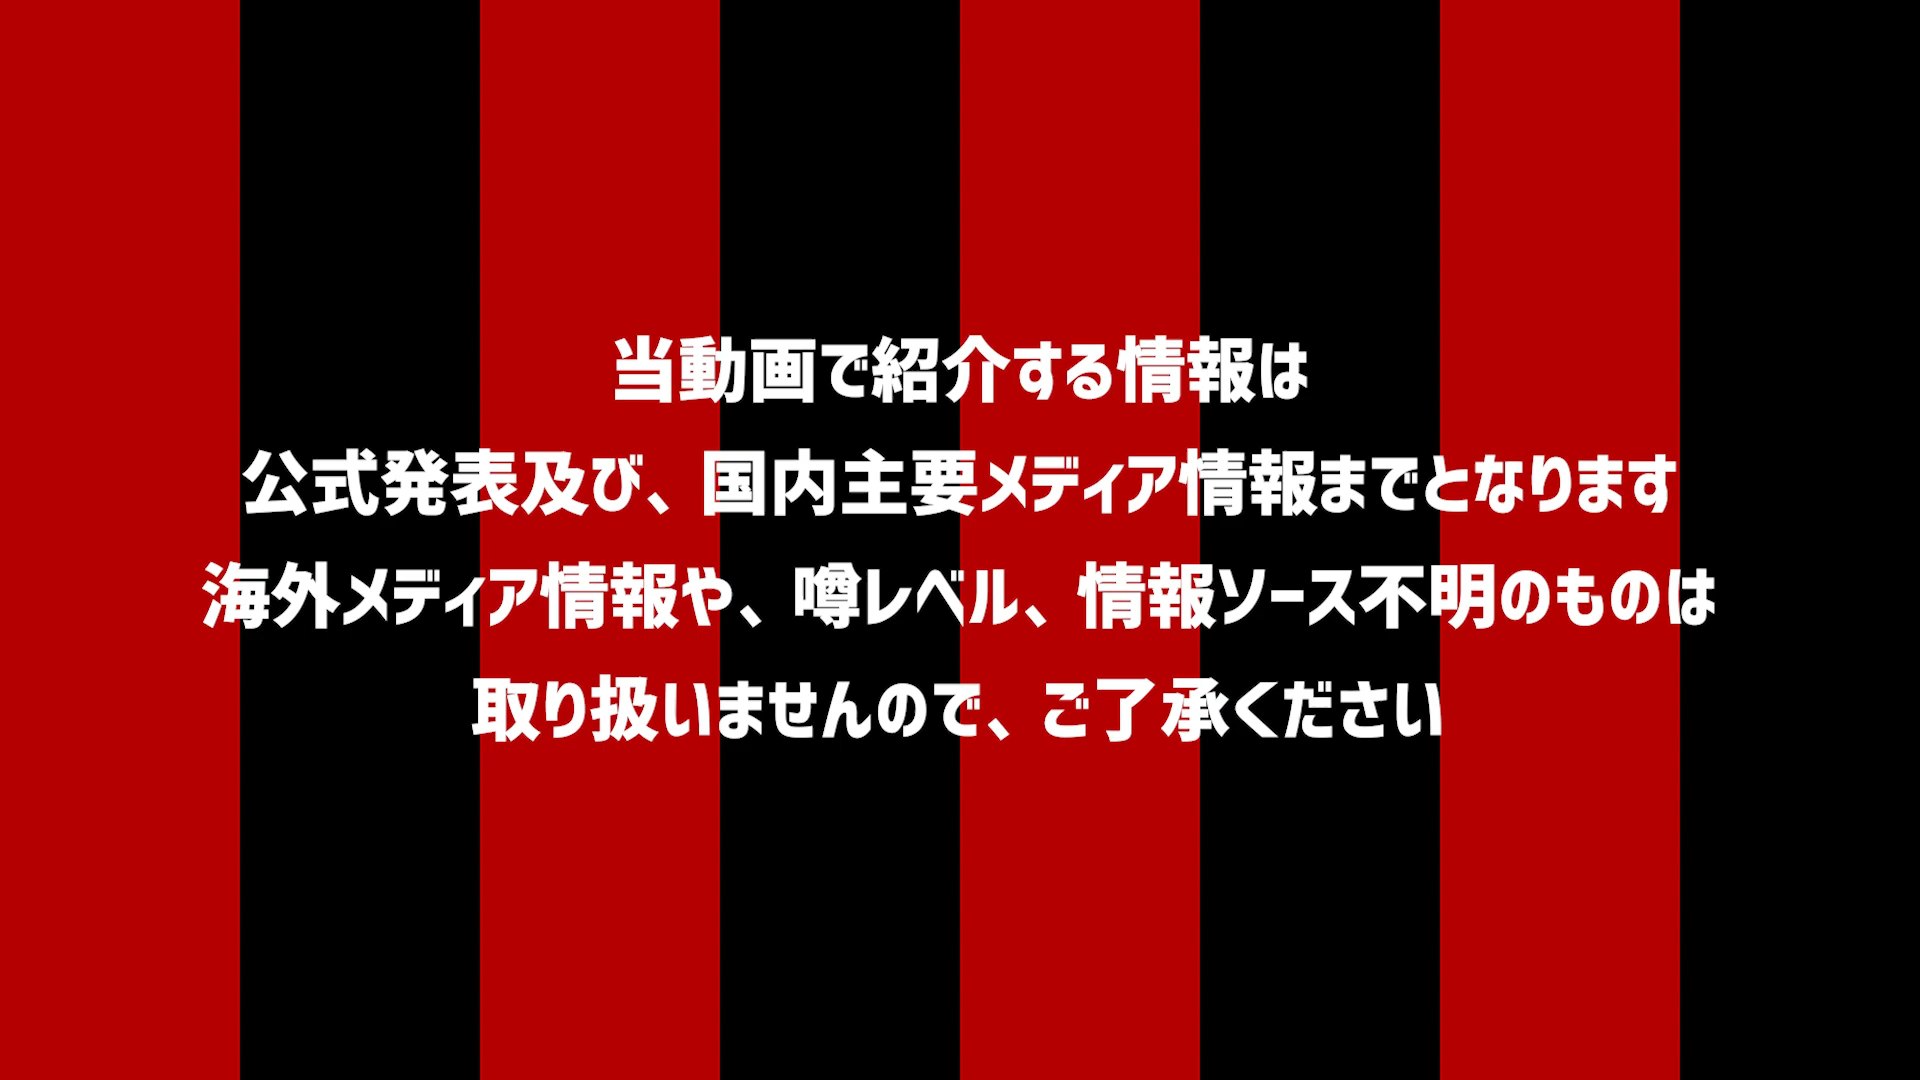 当動画で紹介する情報は
公式発表及び、国内主要メディア情報までとなります
海外メディア情報や、噂レベル、情報ソース不明のものは
取り扱いませんので、ご了承ください